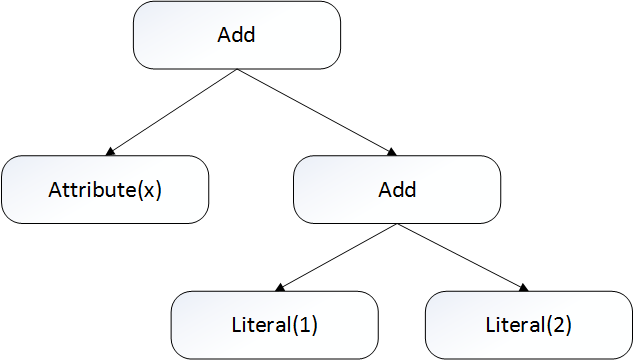 Add
Attribute(x)
Add
Literal(1)
Literal(2)